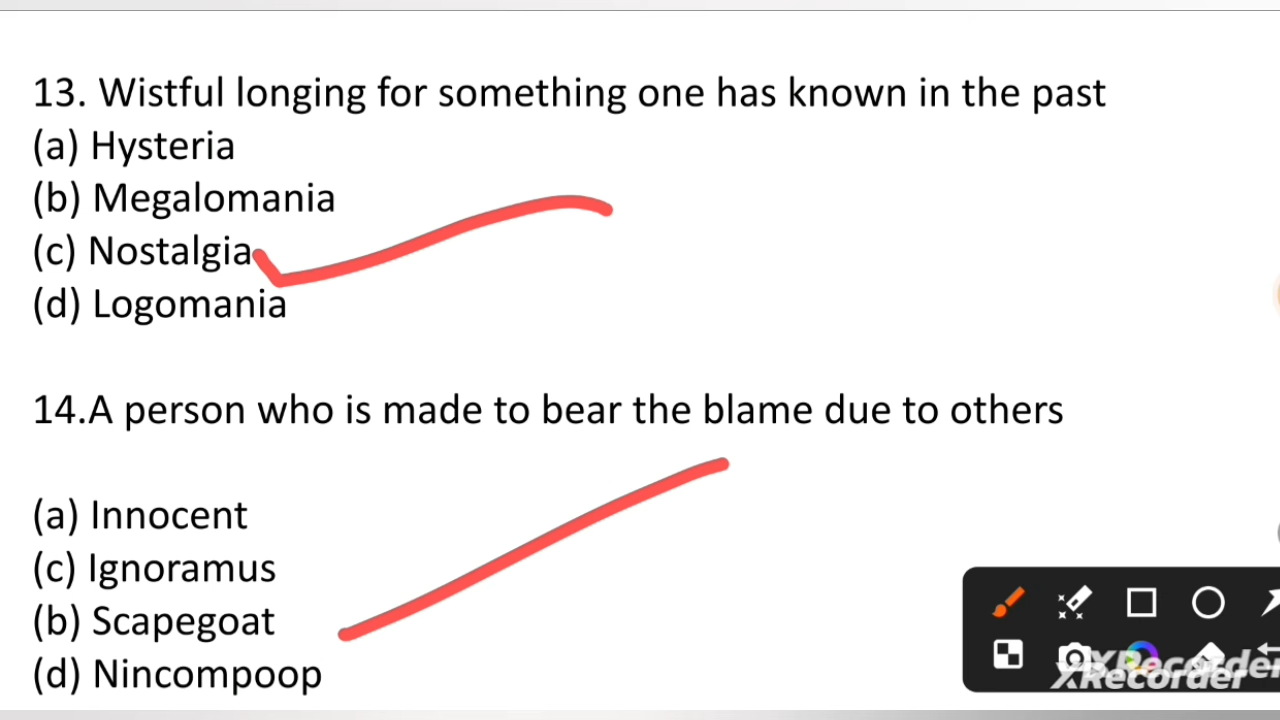 13. Wistful longing for something one has known in the past
(a) Hysteria
(b) Megalomania
(c) Nostalgia
(d) Logomania
14.A person who is made to bear the blame due to others
(a) Innocent
(c) Ignoramus
(b) Scapegoat
(d) Nincompoop
XRecorder
XRecorder